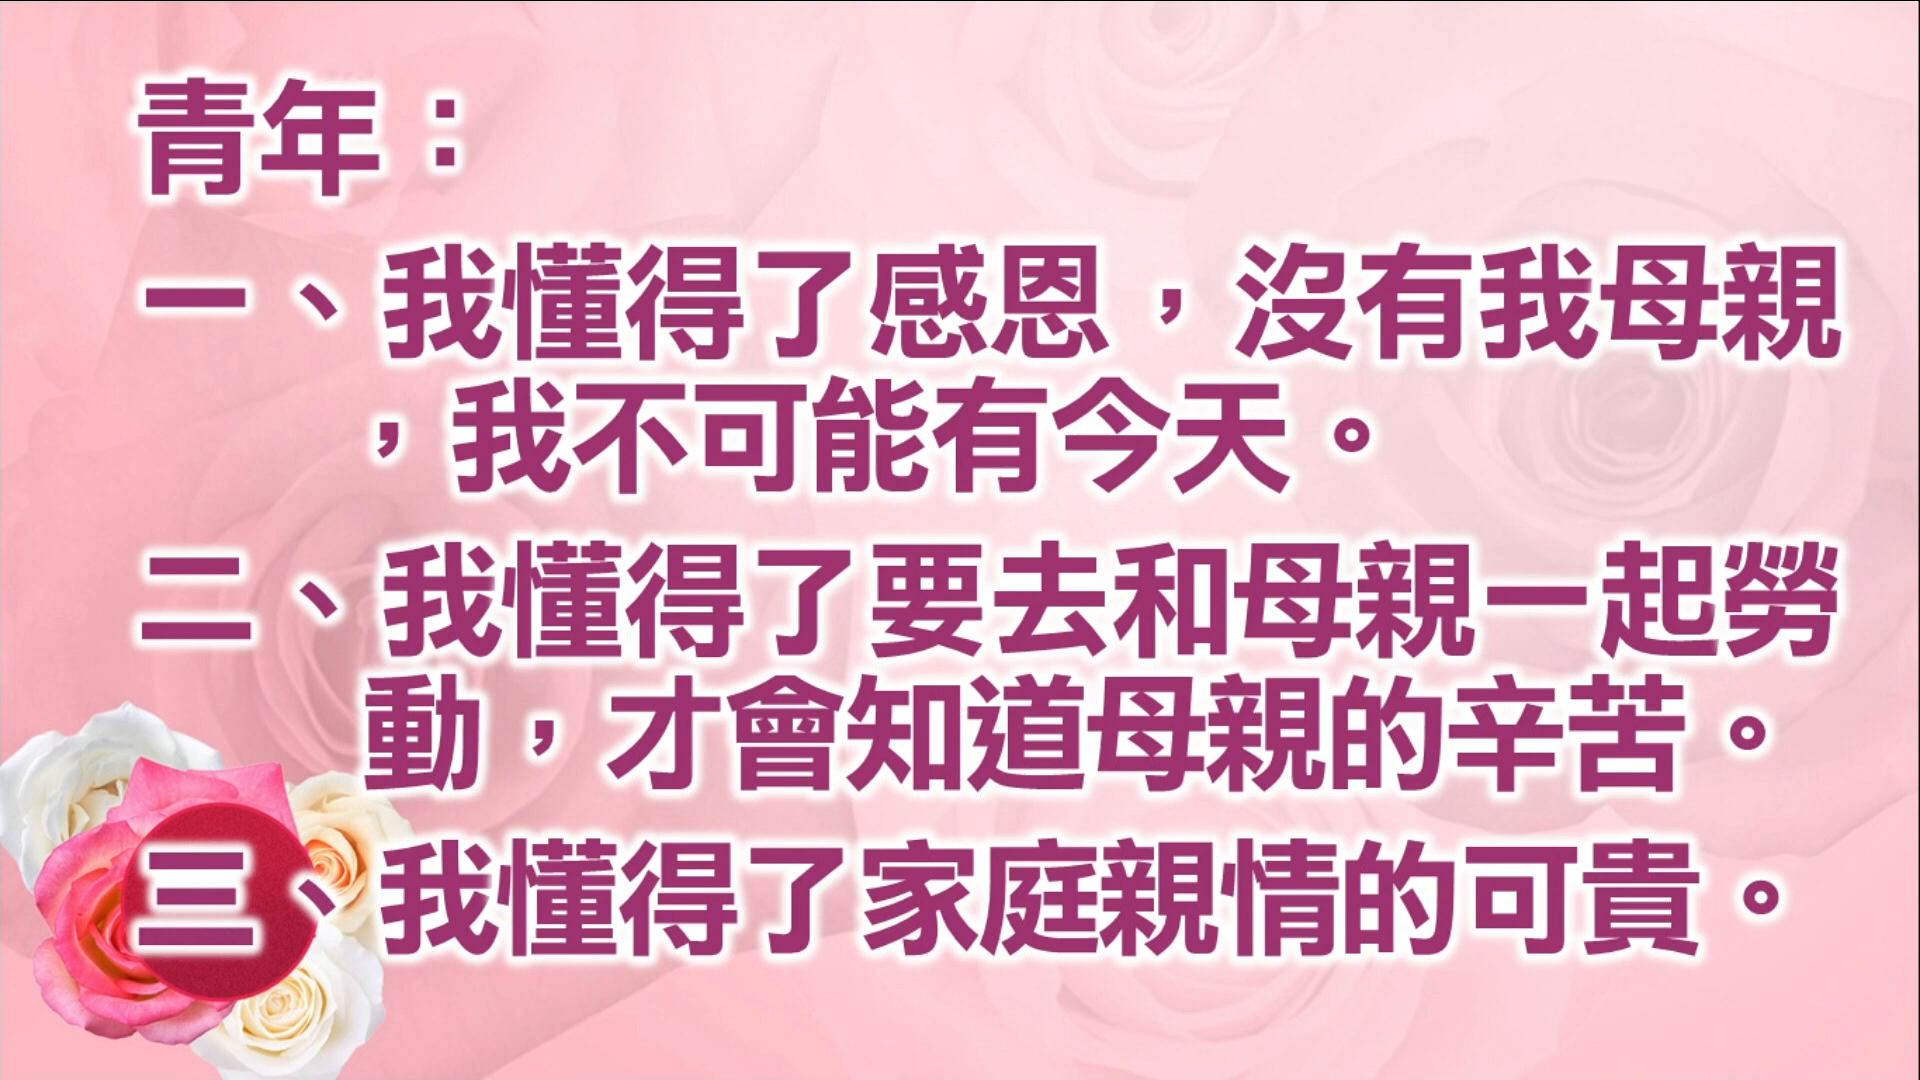 青年：
一、我懂得了感恩，沒有我母親
，我不可能有今天。
二、我懂得了要去和母親一起勞
動，才會知道母親的辛苦。
三、我懂得了家庭親情的可貴。